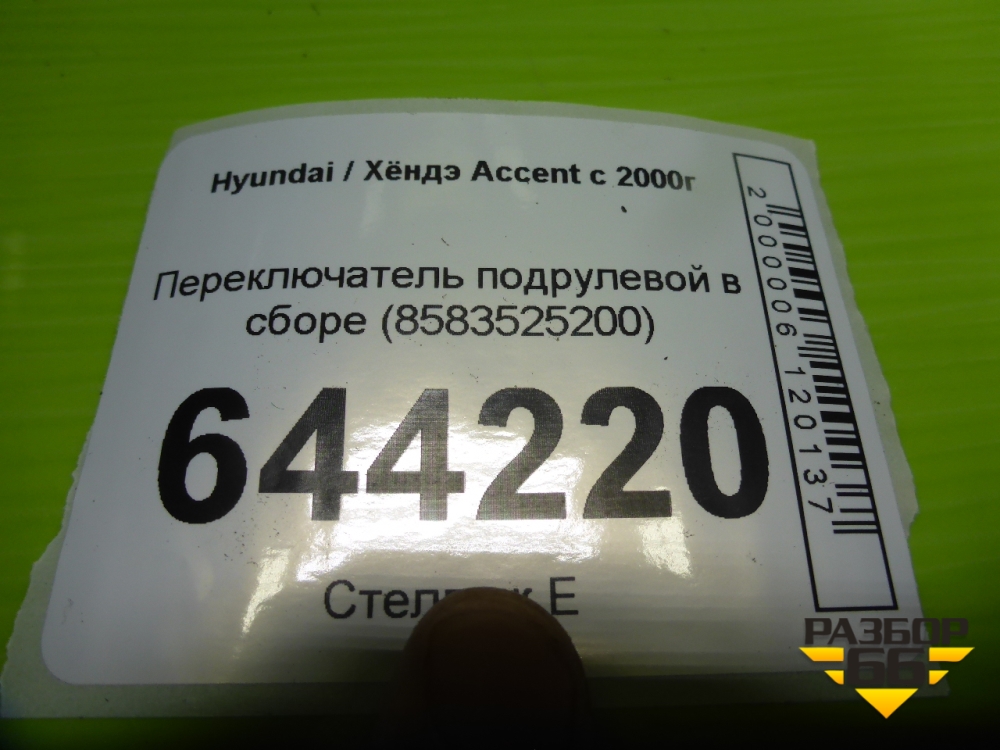 Hyundai / Хёндэ Accent с 2000г
Переключатель подрулевой в
сборе (8583525200)
644220
Е
2000006120137
РАЗБОР
66